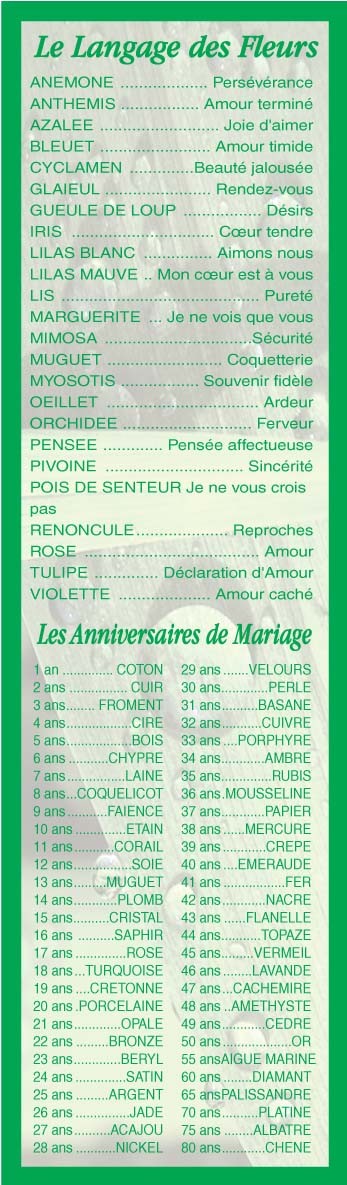 Le Langage des Fleurs
ANEMONE ................... Persévérance
ANTHEMIS ................. Amour terminé
AZALEE .......................... Joie d'aimer
BLEUET ........................ Amour timide
CYCLAMEN ..............Beauté jalousée
GLAIEUL ....................... Rendez-vous
GUEULE DE LOUP ................. Désirs
IRIS ............................... Cœur tendre
LILAS BLANC ............... Aimons nous
LILAS MAUVE .. Mon cœur est à vous
LIS ........................................... Pureté
MARGUERITE ... Je ne vois que vous
MIMOSA ................................Sécurité
MUGUET ......................... Coquetterie
MYOSOTIS ................. Souvenir fidèle
OEILLET ................................. Ardeur
ORCHIDEE ............................ Ferveur
PENSEE ............. Pensée affectueuse
PIVOINE .............................. Sincérité
POIS DE SENTEUR Je ne vous crois
pas
RENONCULE.................... Reproches
ROSE ....................................... Amour
TULIPE .............. Déclaration d'Amour
VIOLETTE .................... Amour caché
Les Anniversaires de Mariage
1 an .............. COTON
2 ans ................ CUIR
3 ans........ FROMENT
4 ans..................CIRE
5 ans..................BOIS
6 ans ...........CHYPRE
7 ans................LAINE
8 ans...COQUELICOT
9 ans...........FAIENCE
10 ans ..............ETAIN
11 ans...........CORAIL
12 ans................SOIE
13 ans.........MUGUET
14 ans..............PLOMB
15 ans..........CRISTAL
16 ans ..........SAPHIR
17 ans ..............ROSE
18 ans...TURQUOISE
19 ans ....CRETONNE
20 ans .PORCELAINE
21 ans.............OPALE
22 ans .........BRONZE
23 ans.............BERYL
24 ans ..............SATIN
25 ans .........ARGENT
26 ans ...............JADE
27 ans..........ACAJOU
28 ans ...........NICKEL
29 ans .......VELOURS
30 ans.............PERLE
31 ans..........BASANE
32 ans...........CUIVRE
33 ans ....PORPHYRE
34 ans............AMBRE
35 ans..............RUBIS
36 ans.MOUSSELINE
37 ans............PAPIER
38 ans ......MERCURE
39 ans ............CREPE
40 ans ....EMERAUDE
41 ans .................FER
42 ans............NACRE
43 ans ......FLANELLE
44 ans...........TOPAZE
45 ans.........VERMEIL
46 ans ........LAVANDE
47 ans...CACHEMIRE
48 ans ..AMETHYSTE
49 ans ............CEDRE
50 ans ...................OR
55 ansAIGUE MARINE
60 ans ........DIAMANT
65 ansPALISSANDRE
70 ans ..........PLATINE
75 ans ........ALBATRE
80 ans............CHENE